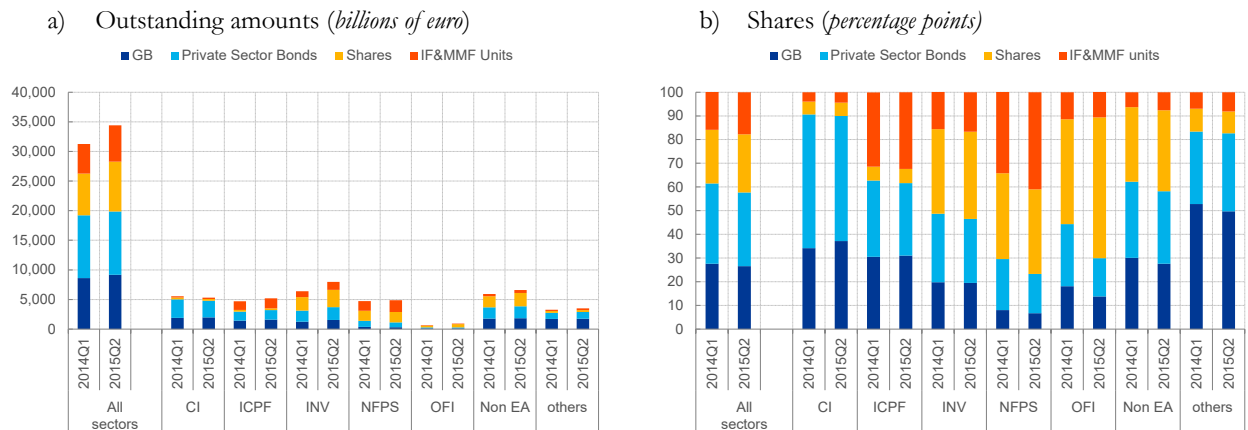 a) Outstanding amounts (billions of euro)
GB Private Sector Bonds Shares IF&MMF Units
40,000
35,000
30,000
25,000
20,000
15,000
10,000
5,000
0
2014Q1 2015Q2 2014Q1 2015Q2 2014Q1 2015Q2 2014Q1 2015Q2 2014Q1 2015Q2 2014Q1 2015Q2 2014Q1 2015Q2 2014Q1 2015Q2
All sectors CI ICPF INV NFPS OFI Non EA others
b) Shares (percentage points)
GB Private Sector Bonds Shares IF&MMF units
100
90
80
70
60
50
40
30
20
10
0
2014Q1 2015Q2 2014Q1 2015Q2 2014Q1 2015Q2 2014Q1 2015Q2 2014Q1 2015Q2 2014Q1 2015Q2 2014Q1 2015Q2 2014Q1 2015Q2
All sectors CI ICPF INV NFPS OFI Non EA others